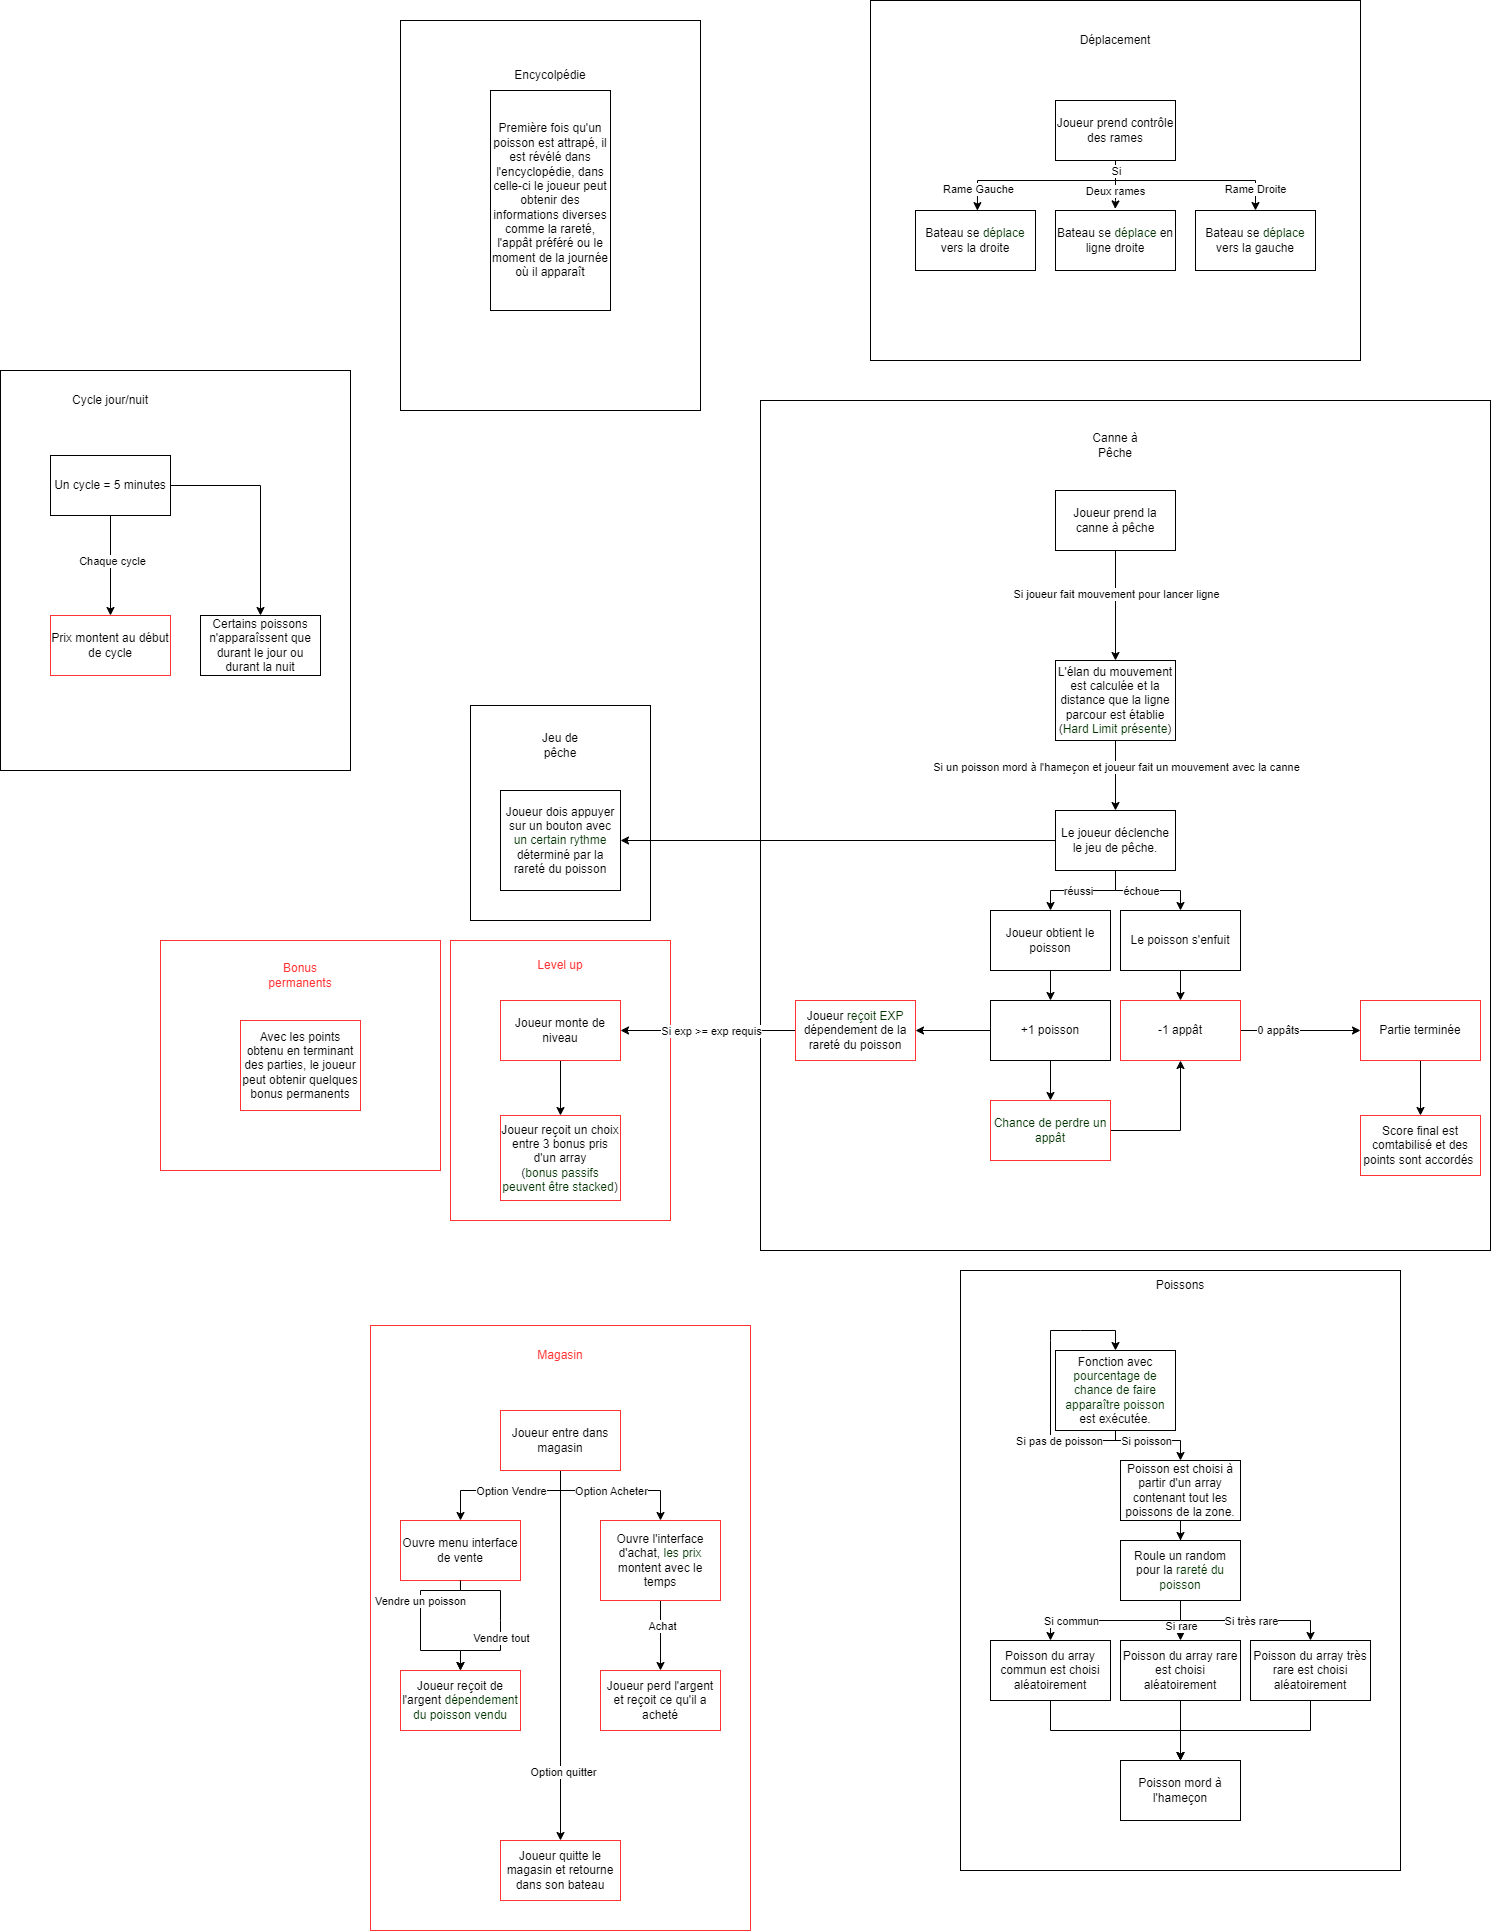 Déplacement
Joueur prend contrôle
des rames
Si
Rame Gauche
Deux rames
Rame Droite
Bateau se déplace
vers la droite
Bateau se déplace en
ligne droite
Bateau se déplace
vers la gauche
Encycolpédie
Première fois qu'un
poisson est attrapé, il
est révélé dans
l'encyclopédie, dans
celle-ci le joueur peut
obtenir des
informations diverses
comme la rareté,
l'appât préféré ou le
moment de la journée
où il apparaît
Cycle jour/nuit
Un cycle = 5 minutes
Chaque cycle
Prix montent au début
de cycle
Certains poissons
n'apparaîssent que
durant le jour ou
durant la nuit
Canne à
Pêche
Joueur prend la
canne à pêche
Si joueur fait mouvement pour lancer ligne
L'élan du mouvement
est calculée et la
distance que la ligne
parcour est établie
(Hard Limit présente)
Si un poisson mord à l'hameçon et joueur fait un mouvement avec la canne
Le joueur déclenche
le jeu de pêche.
réussi
échoue
Joueur obtient le
poisson
Le poisson s'enfuit
+1 poisson
-1 appât
0 appâts
Partie terminée
Joueur reçoit EXP
dépendement de la
rareté du poisson
Si exp >= exp requis
Chance de perdre un
appât
Score final est
comtabilisé et des
points sont accordés
Jeu de
pêche
Joueur dois appuyer
sur un bouton avec
un certain rythme
déterminé par la
rareté du poisson
Level up
Joueur monte de
niveau
Joueur reçoit un choix
entre 3 bonus pris
d'un array
(bonus passifs
peuvent être stacked)
Bonus
permanents
Avec les points
obtenu en terminant
des parties, le joueur
peut obtenir quelques
bonus permanents
Poissons
Fonction avec
pourcentage de
chance de faire
apparaître poisson
est exécutée.
Si pas de poisson
Si poisson
Poisson est choisi à
partir d'un array
contenant tout les
poissons de la zone.
Roule un random
pour la rareté du
poisson
Si commun
Si rare
Si très rare
Poisson du array
commun est choisi
aléatoirement
Poisson du array rare
est choisi
aléatoirement
Poisson du array très
rare est choisi
aléatoirement
Poisson mord à
l'hameçon
Magasin
Joueur entre dans
magasin
Option Vendre
Option Acheter
Ouvre menu interface
de vente
Ouvre l'interface
d'achat, les prix
montent avec le
temps
Vendre un poisson
Vendre tout
Achat
Joueur reçoit de
l'argent dépendement
du poisson vendu
Joueur perd l'argent
et reçoit ce qu'il a
acheté
Option quitter
Joueur quitte le
magasin et retourne
dans son bateau